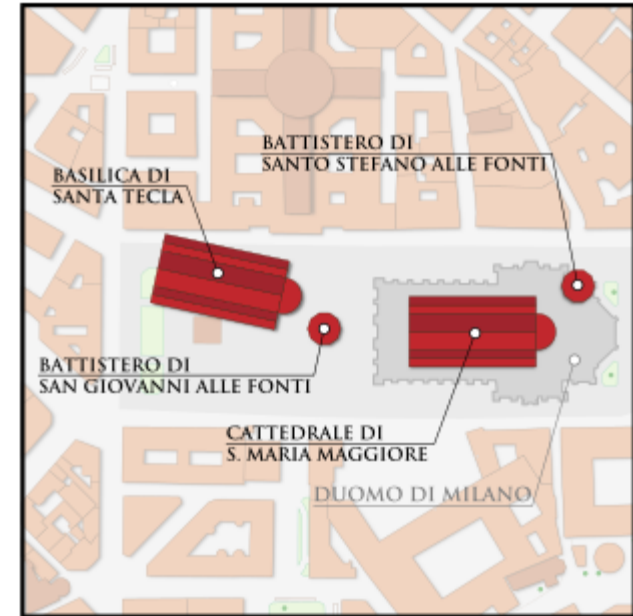 BATTISTERO DI
SANTO STEFANO ALLE FONTI
BASILICA DI
SANTA TECLA
BATTISTERO DI
SAN GIOVANNI ALLE FONTI
CATTEDRALE DI
S. MARIA MAGGIORE
DUOMO DI MILANO